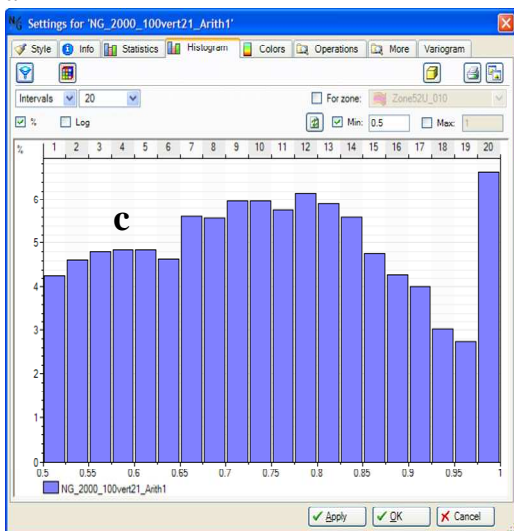 Settings for 'NG_2000_100vert21_Arith1'
Style Info Statistics Histogram Colors Operations More Variogram
Intervals 20 For zone: Zone52U_010
% Log Min: 0.5 Max: 1
% 1 2 3 4 5 6 7 8 9 10 11 12 13 14 15 16 17 18 19 20
6
c
5
4
3
2
1
0
0.5 0.55 0.6 0.65 0.7 0.75 0.8 0.85 0.9 0.95 1
NG_2000_100vert21_Arith1
Apply OK Cancel